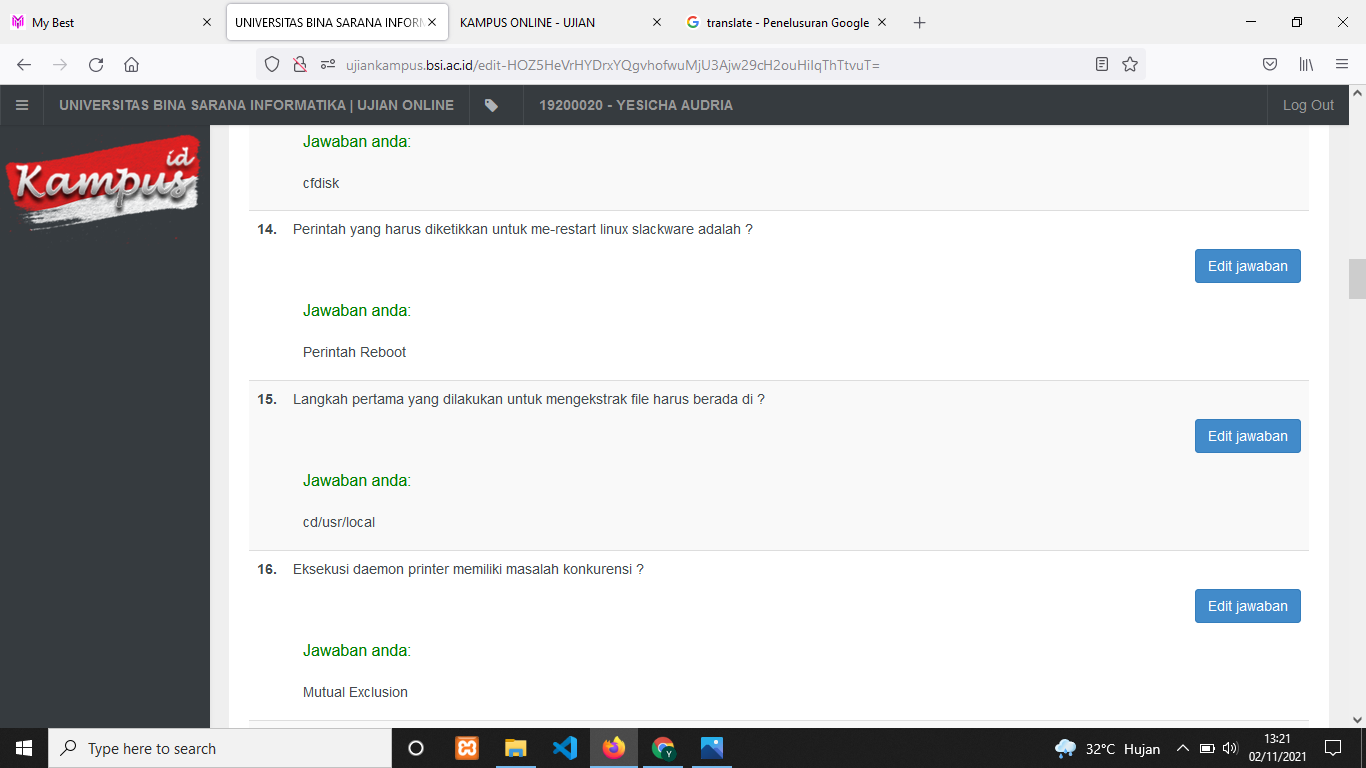 My Best
UNIVERSITAS BINA SARANA INFORM
KAMPUS ONLINE - UJIAN
translate - Penelusuran Google
ujiankampus.bsi.ac.id/edit-HOZ5HeVrHYDrxYQgvhofwuMjU3Ajw29cH2ouHiIqThTtvuT=
UNIVERSITAS BINA SARANA INFORMATIKA | UJIAN ONLINE
19200020 - YESICHA AUDRIA
Log Out
Kampus id
Jawaban anda:
cfdisk
14. Perintah yang harus diketikkan untuk me-restart linux slackware adalah ?
Edit jawaban
Jawaban anda:
Perintah Reboot
15. Langkah pertama yang dilakukan untuk mengekstrak file harus berada di ?
Edit jawaban
Jawaban anda:
cd/usr/local
16. Eksekusi daemon printer memiliki masalah konkurensi ?
Edit jawaban
Jawaban anda:
Mutual Exclusion
Type here to search
32°C Hujan
13:21
02/11/2021